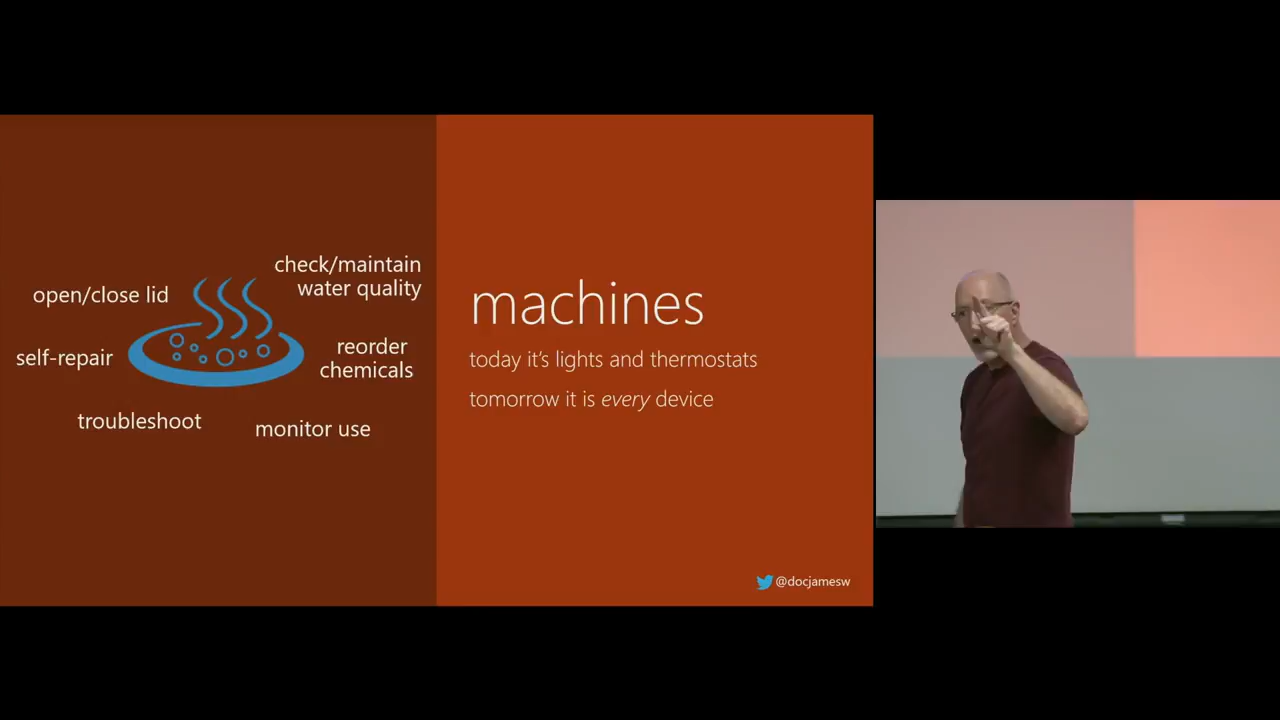 open/close lid
check/maintain
water quality
self-repair
reorder
chemicals
troubleshoot
monitor use
machines
today it's lights and thermostats
tomorrow it is every device
@docjamesw